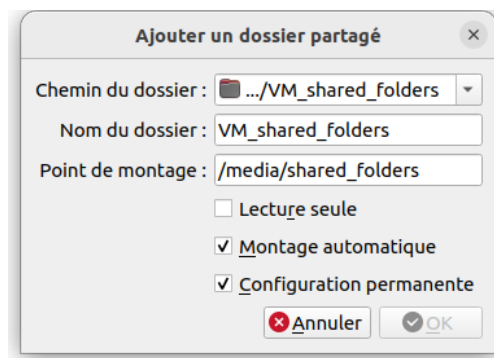 Ajouter un dossier partagé
Chemin du dossier : .../VM_shared_folders
Nom du dossier : VM_shared_folders
Point de montage : /media/shared_folders
Lecture seule
Montage automatique
Configuration permanente
Annuler OK